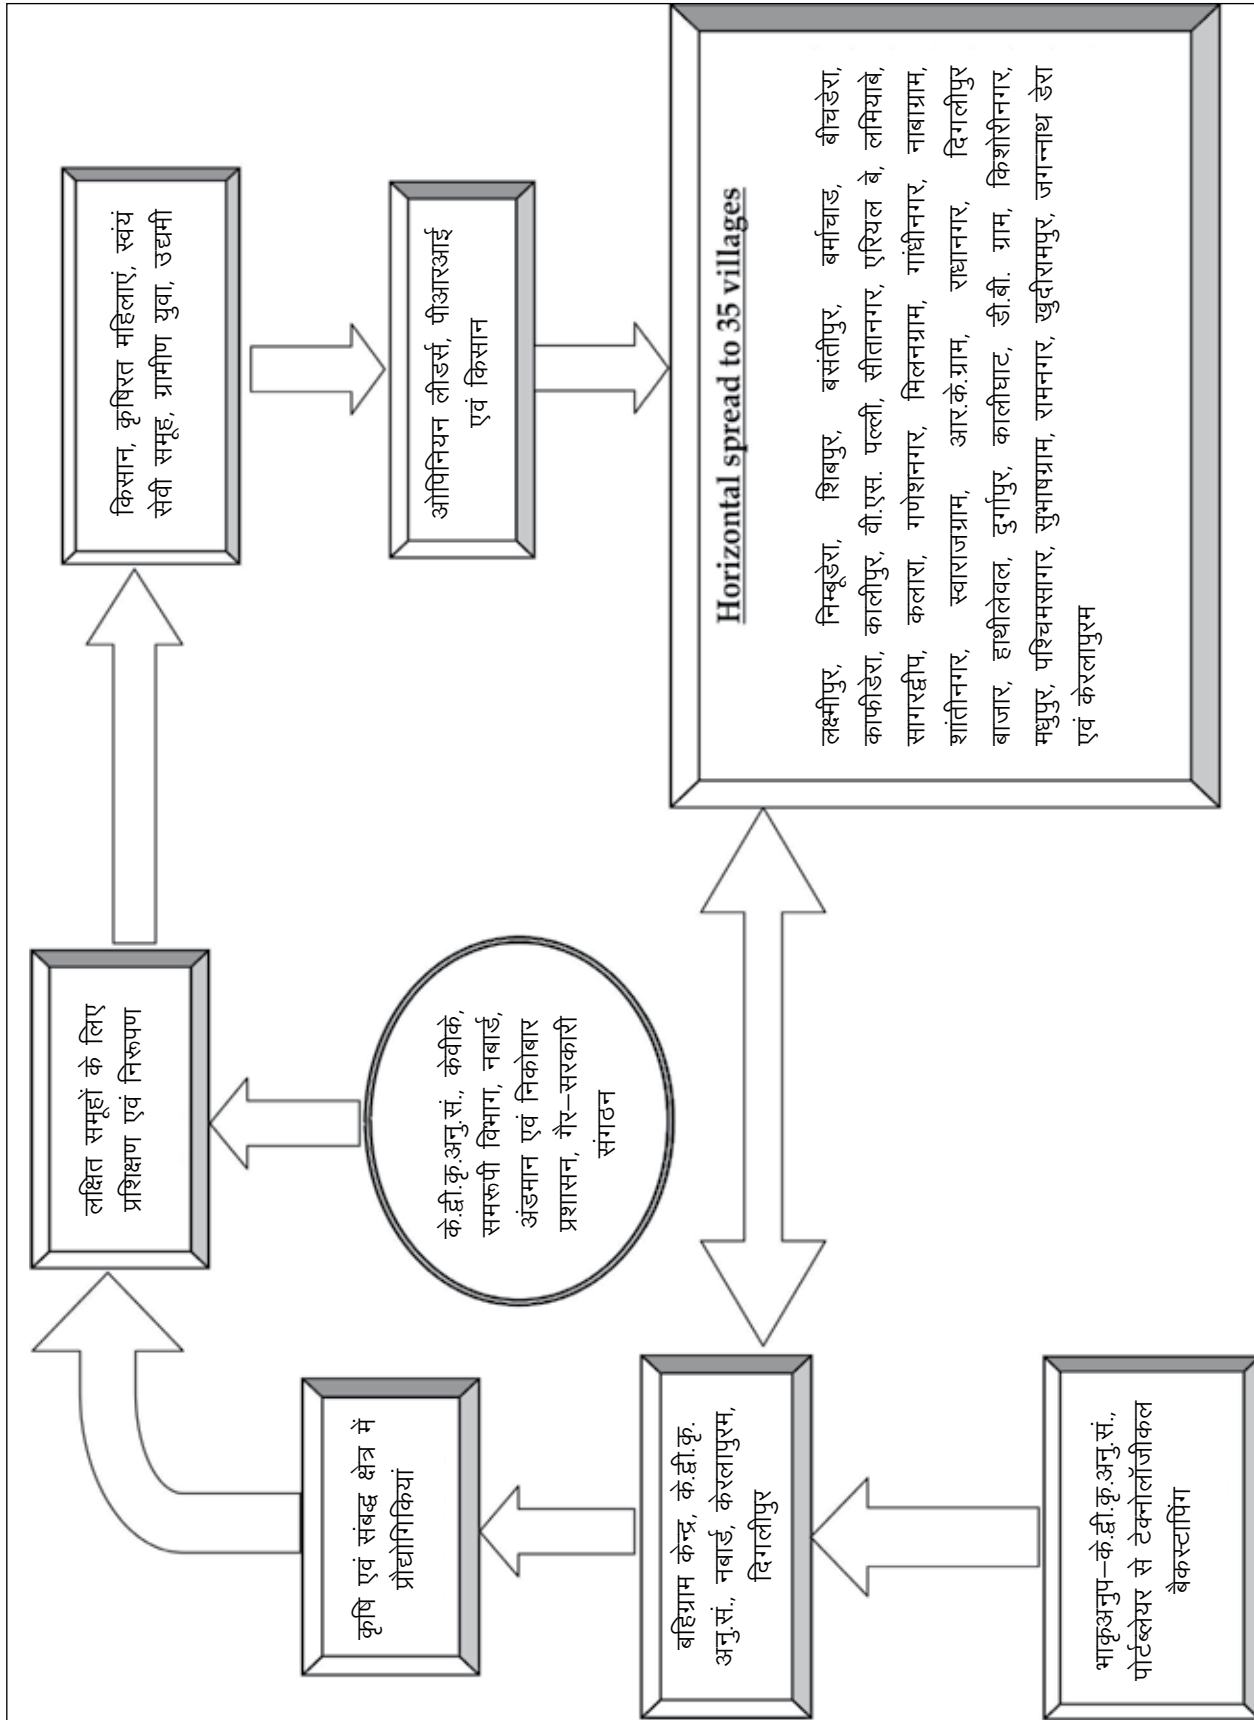 भाकृअनुप–के.द्वी.कृ.अनु.सं.,
पोर्टब्लेयर से टेक्नोलॉजीकल
बैकस्टापिंग
बहिग्राम केन्द्र, के.द्वी.कृ.
अनु.सं., नबार्ड, केरलापुरम,
दिगलीपुर
कृषि एवं संबद्ध क्षेत्र में
प्रौद्योगिकियां
लक्षित समूहों के लिए
प्रशिक्षण एवं निरूपण
के.द्वी.कृ.अनु.सं., केवीके,
समरूपी विभाग, नबार्ड,
अंडमान एवं निकोबार
प्रशासन, गैर–सरकारी
संगठन
किसान, कृषिरत महिलाएं, स्वंयं
सेवी समूह, ग्रामीण युवा, उद्यमी
ओपिनियन लीडर्स, पीआरआई
एवं किसान
Horizontal spread to 35 villages
लक्ष्मीपुर, निम्बूडेरा, शिबपुर, बसंतीपुर, बर्माचाड, बीचडेरा,
काफीडेरा, कालीपुर, वी.एस. पल्ली, सीतानगर, एरियल बे, लमियाबे,
सागरद्वीप, कलारा, गणेशनगर, मिलनग्राम, गांधीनगर, नाबाग्राम,
शांतीनगर, स्वाराजग्राम, आर.के.ग्राम, राधानगर, दिगलीपुर
बाजार, हाथीलेवल, दुर्गापुर, कालीघाट, डी.बी. ग्राम, किशोरीनगर,
मधुपुर, पश्चिमसागर, सुभाषग्राम, रामनगर, खुदीरामपुर, जगन्नाथ डेरा
एवं केरलापुरम